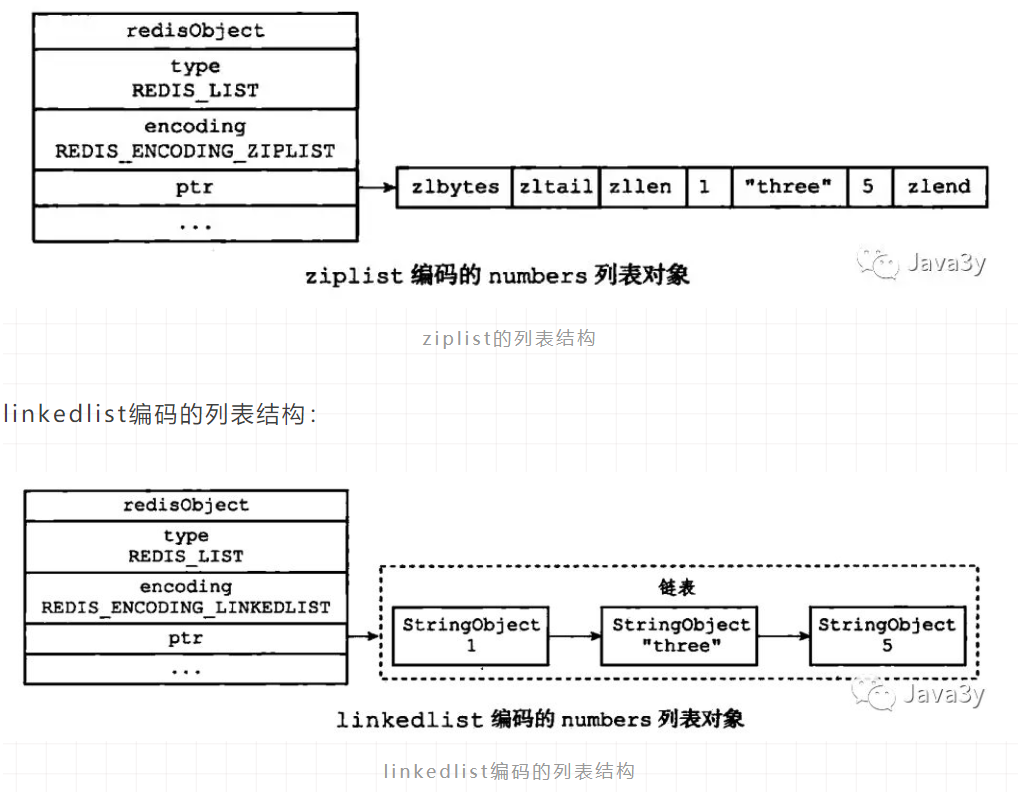 redisObject
type
REDIS_LIST
encoding
REDIS_ENCODING_ZIPLIST
ptr
...
zlbytes zltail zllen 1 "three" 5 zlend
ziplist 编码的 numbers 列表对象
Java3y
ziplist的列表结构
linkedlist编码的列表结构:
redisObject
type
REDIS_LIST
encoding
REDIS_ENCODING_LINKEDLIST
ptr
...
链表
StringObject
1
StringObject
"three"
StringObject
5
Java3y
linkedlist 编码的 numbers 列表对象
linkedlist编码的列表结构